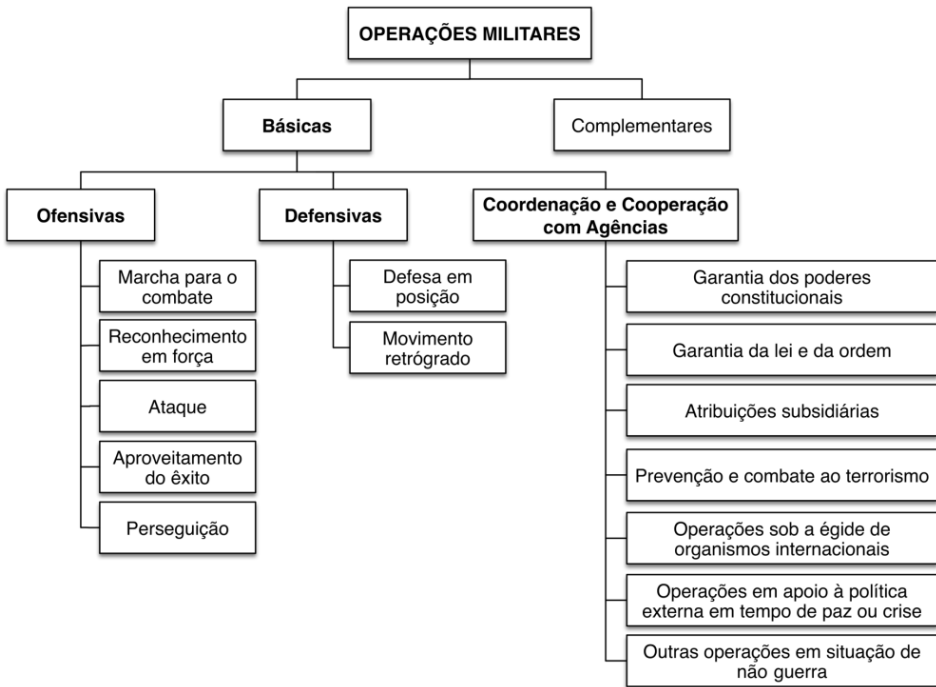 OPERAÇÕES MILITARES
Básicas
Complementares
Ofensivas
Defensivas
Coordenação e Cooperação
com Agências
Marcha para o
combate
Reconhecimento
em força
Ataque
Aproveitamento
do êxito
Perseguição
Defesa em
posição
Movimento
retrógrado
Garantia dos poderes
constitucionais
Garantia da lei e da ordem
Atribuições subsidiárias
Prevenção e combate ao terrorismo
Operações sob a égide de
organismos internacionais
Operações em apoio à política
externa em tempo de paz ou crise
Outras operações em situação de
não guerra